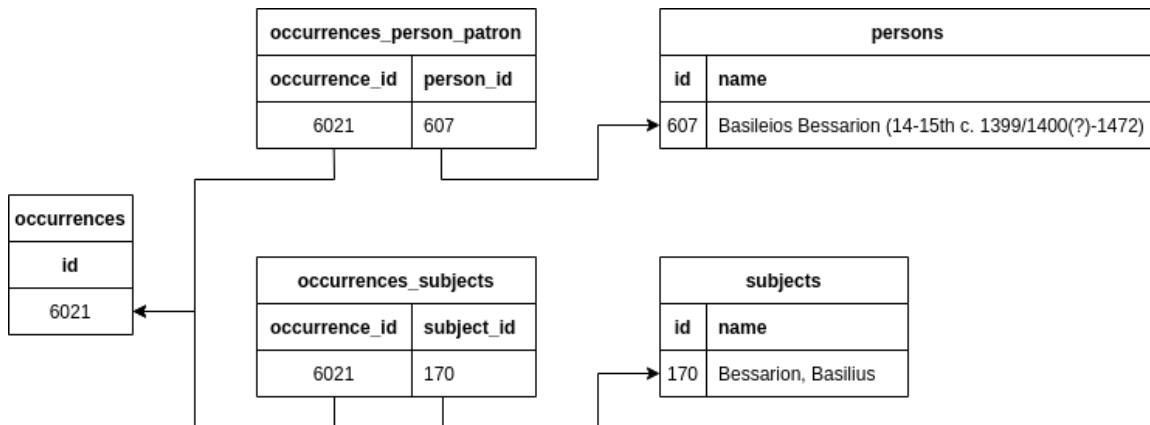 occurrences_person_patron
occurrence_id person_id
6021 607
persons
id name
607 Basileios Bessarion (14-15th c. 1399/1400(?)-1472)
occurrences
id
6021
occurrences_subjects
occurrence_id subject_id
6021 170
subjects
id name
170 Bessarion, Basilius